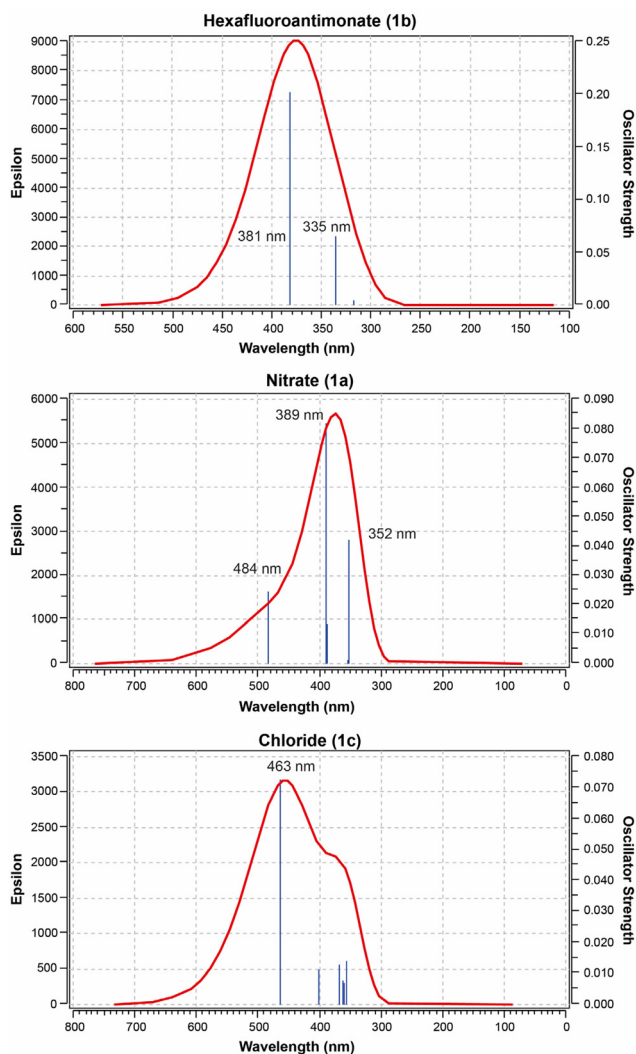 Hexafluoroantimonate (1b)
9000
8000
7000
6000
5000
4000
3000
2000
1000
0
Epsilon
0.25
0.20
0.15
0.10
0.05
0.00
Oscillator Strength
381 nm
335 nm
600 550 500 450 400 350 300 250 200 150 100
Wavelength (nm)
Nitrate (1a)
6000
5000
4000
3000
2000
1000
0
Epsilon
0.090
0.080
0.070
0.060
0.050
0.040
0.030
0.020
0.010
0.000
Oscillator Strength
389 nm
352 nm
484 nm
800 700 600 500 400 300 200 100 0
Wavelength (nm)
Chloride (1c)
463 nm
3500
3000
2500
2000
1500
1000
500
0
Epsilon
0.080
0.070
0.060
0.050
0.040
0.030
0.020
0.010
0.000
Oscillator Strength
800 700 600 500 400 300 200 100 0
Wavelength (nm)